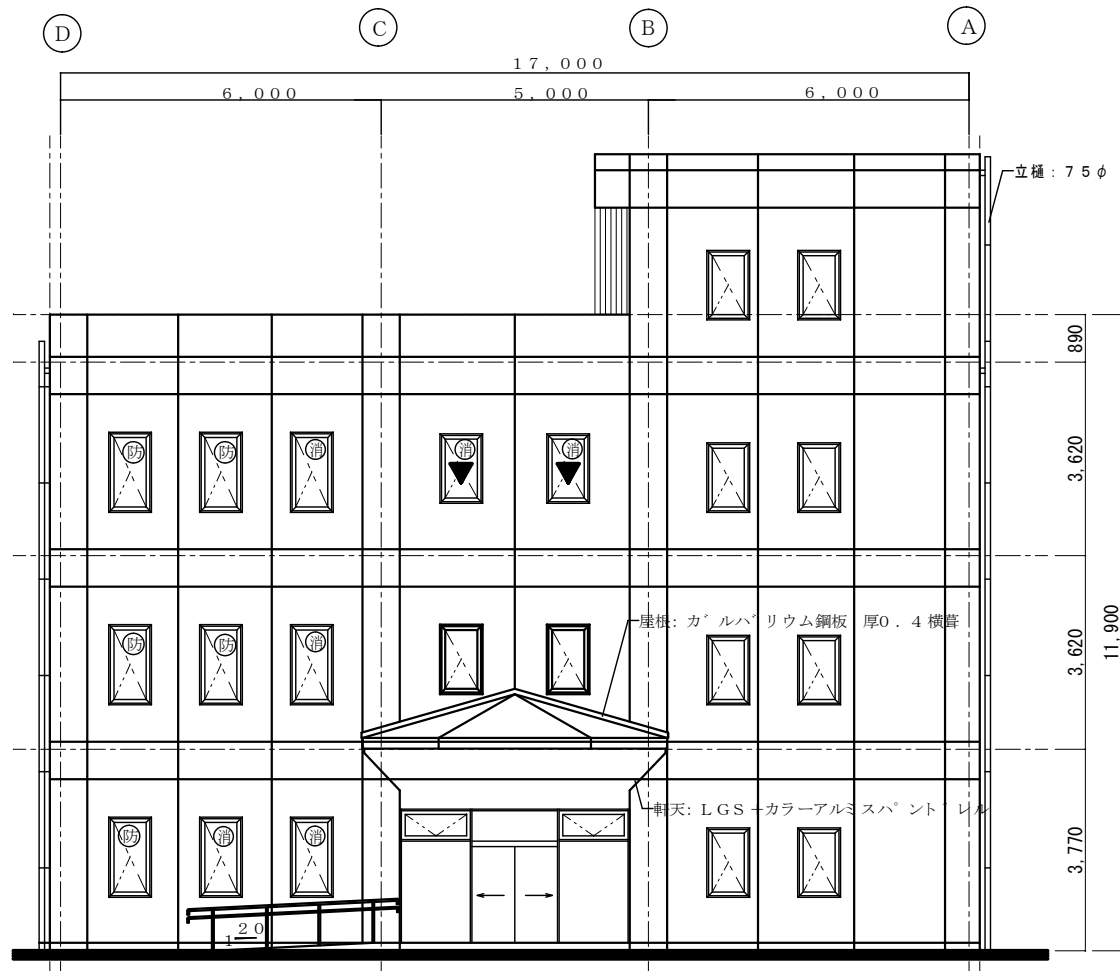 D C B A
17,000
6,000 5,000 6,000
立樋:75φ
890
防 防 消 消 消
3,620
11,900
屋根:ガルバリウム鋼板 厚0.4横葺
防 防 消
3,620
軒天:LGS+カラーアルミスパンドレル
防 消 消
3,770
20
1